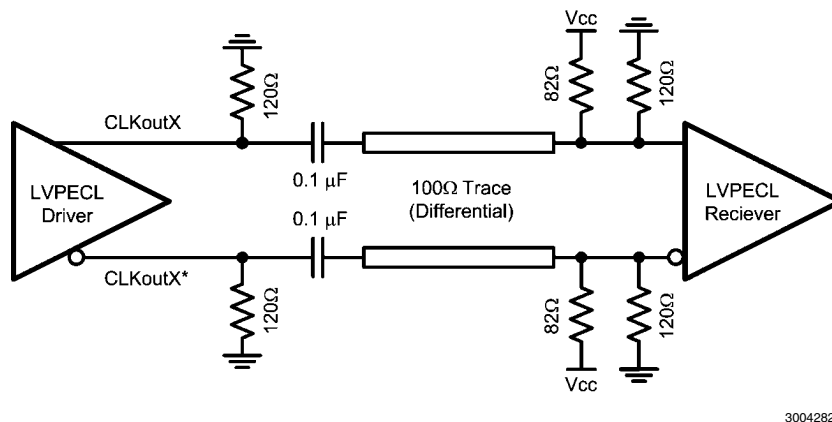 Vcc
120Ω
82Ω
120Ω
CLKoutX
0.1 µF
LVPECL
Driver
100Ω Trace
(Differential)
LVPECL
Reciever
0.1 µF
CLKoutX*
120Ω
82Ω
120Ω
Vcc
3004282